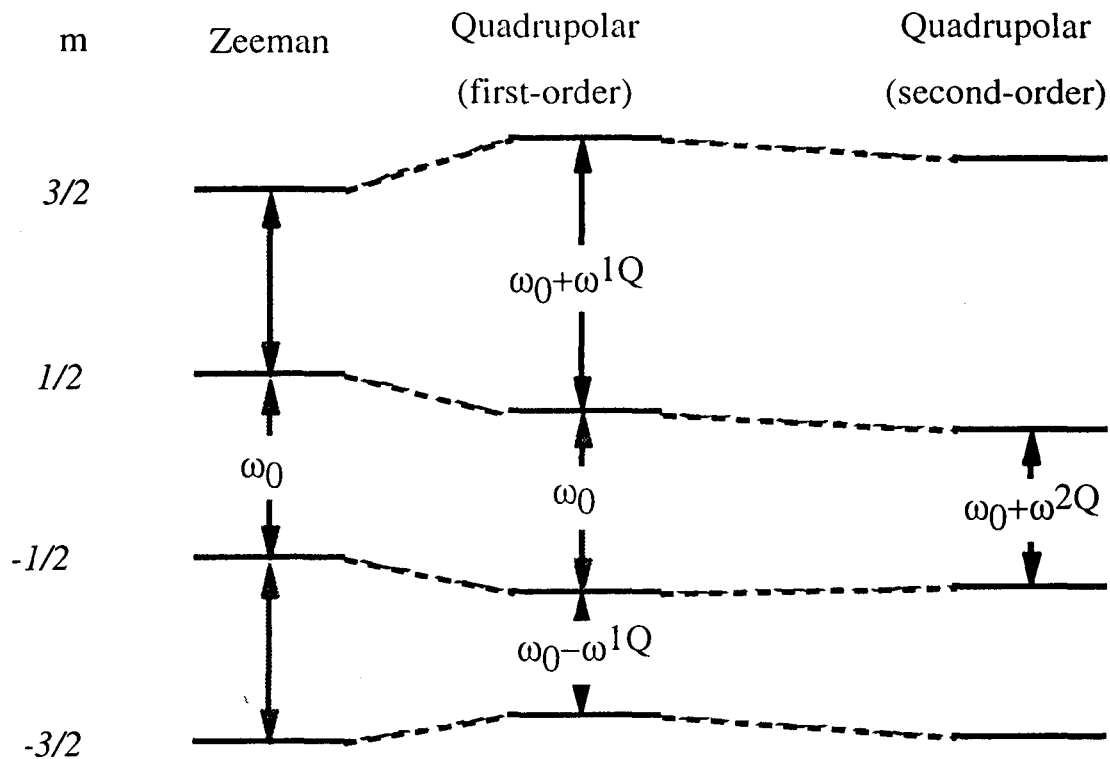 m
Zeeman
Quadrupolar
(first-order)
Quadrupolar
(second-order)
3/2
ω0+ω1Q
1/2
ω0
ω0
ω0+ω2Q
-1/2
ω0−ω1Q
-3/2